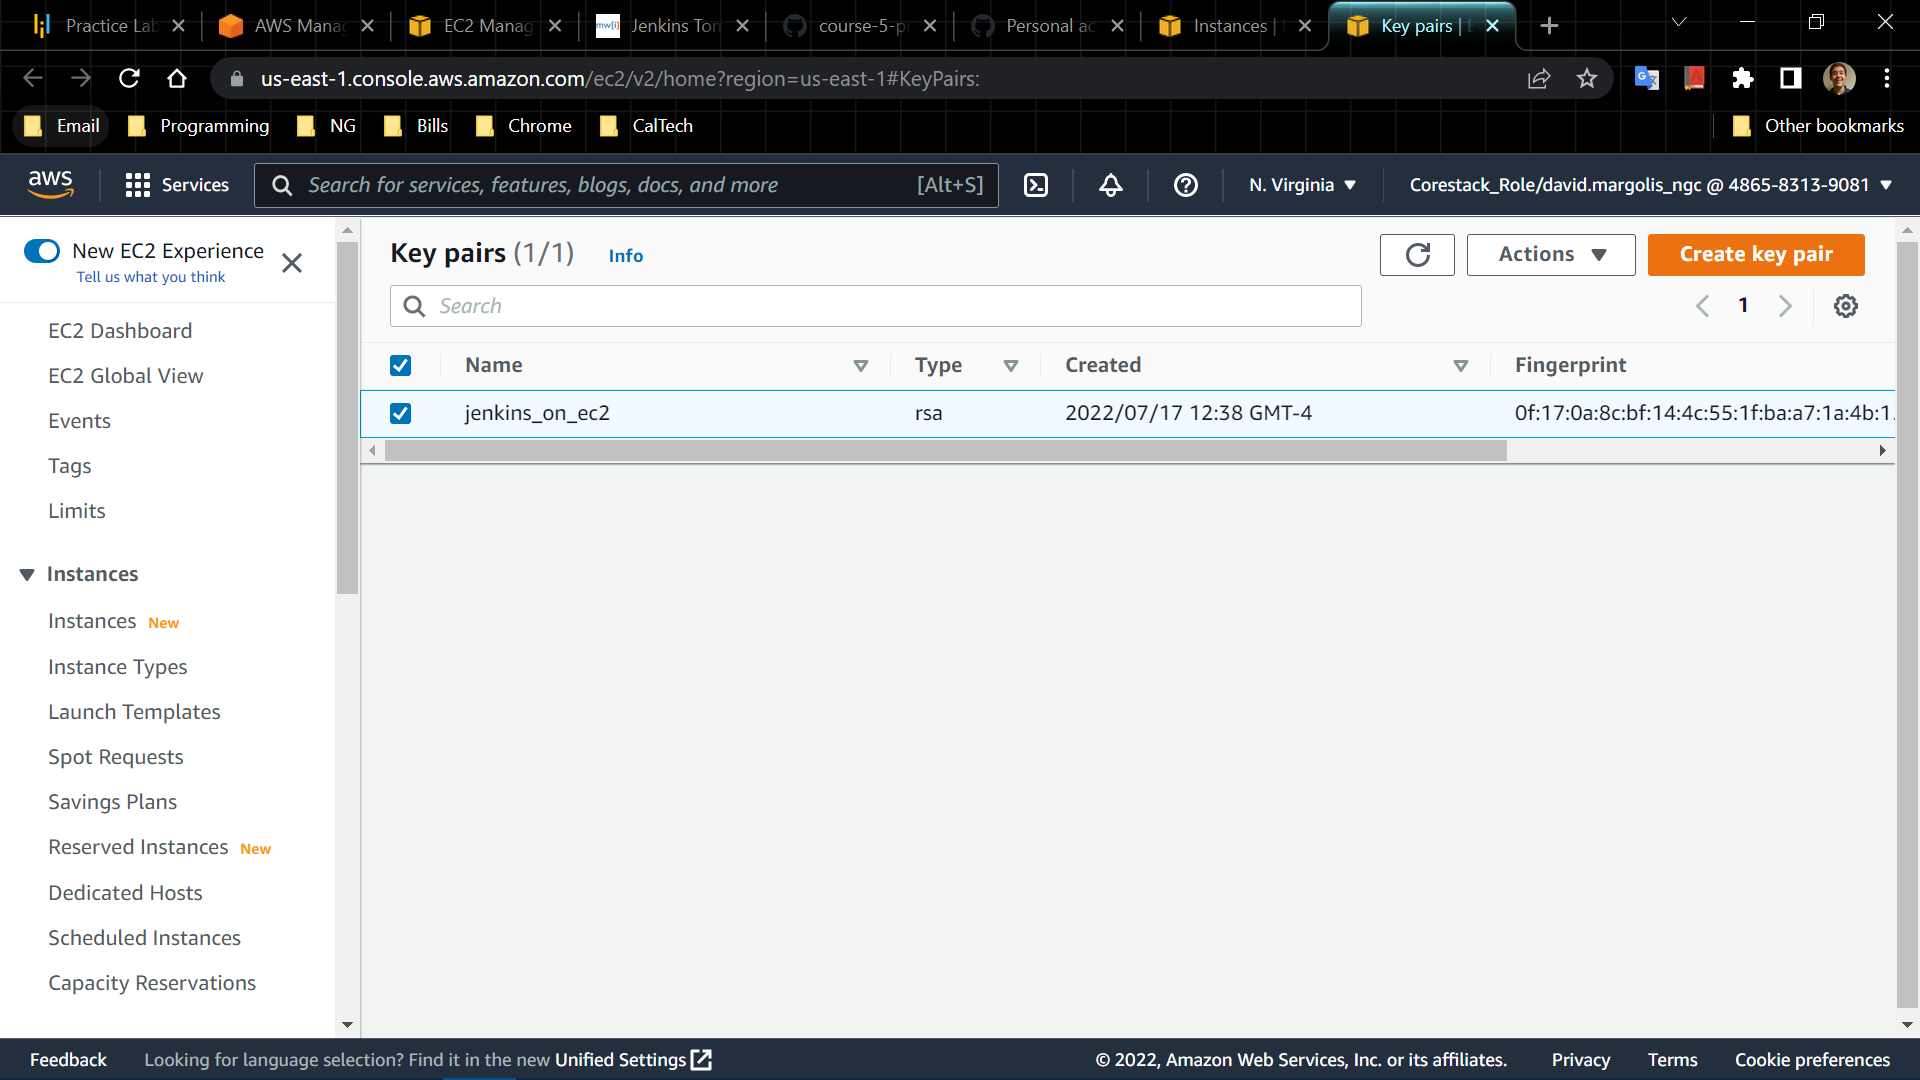 Practice Lab
AWS Manag
EC2 Manag
mw[i] Jenkins Tom
course-5-p
Personal ac
Instances |
Key pairs |
us-east-1.console.aws.amazon.com/ec2/v2/home?region=us-east-1#KeyPairs:
Email Programming NG Bills Chrome CalTech Other bookmarks
aws Services Search for services, features, blogs, docs, and more [Alt+S] N. Virginia Corestack_Role/david.margolis_ngc @ 4865-8313-9081
New EC2 Experience
Tell us what you think
EC2 Dashboard
EC2 Global View
Events
Tags
Limits
Instances
Instances New
Instance Types
Launch Templates
Spot Requests
Savings Plans
Reserved Instances New
Dedicated Hosts
Scheduled Instances
Capacity Reservations
Key pairs (1/1) Info Actions Create key pair
Search 1
Name Type Created Fingerprint
jenkins_on_ec2 rsa 2022/07/17 12:38 GMT-4 0f:17:0a:8c:bf:14:4c:55:1f:ba:a7:1a:4b:1
Feedback Looking for language selection? Find it in the new Unified Settings © 2022, Amazon Web Services, Inc. or its affiliates. Privacy Terms Cookie preferences